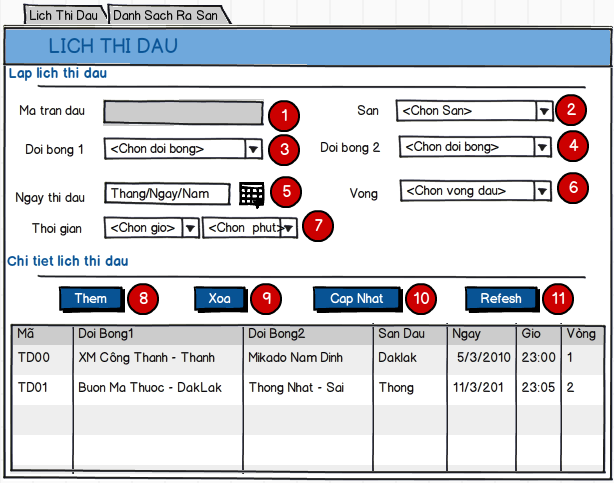 Lich Thi Dau Danh Sach Ra San
LICH THI DAU
Lap lich thi dau
Ma tran dau 1 San <Chon San> 2
Doi bong 1 <Chon doi bong> 3 Doi bong 2 <Chon doi bong> 4
Ngay thi dau Thang/Ngay/Nam 5 Vong <Chon vong dau> 6
Thoi gian <Chon gio> <Chon phut> 7
Chi tiet lich thi dau
Them 8 Xoa 9 Cap Nhat 10 Refesh 11
Mã Doi Bong1 Doi Bong2 San Dau Ngay Gio Vòng
TD00 XM Công Thanh - Thanh Mikado Nam Dinh Daklak 5/3/2010 23:00 1
TD01 Buon Ma Thuoc - DakLak Thong Nhat - Sai Thong 11/3/201 23:05 2